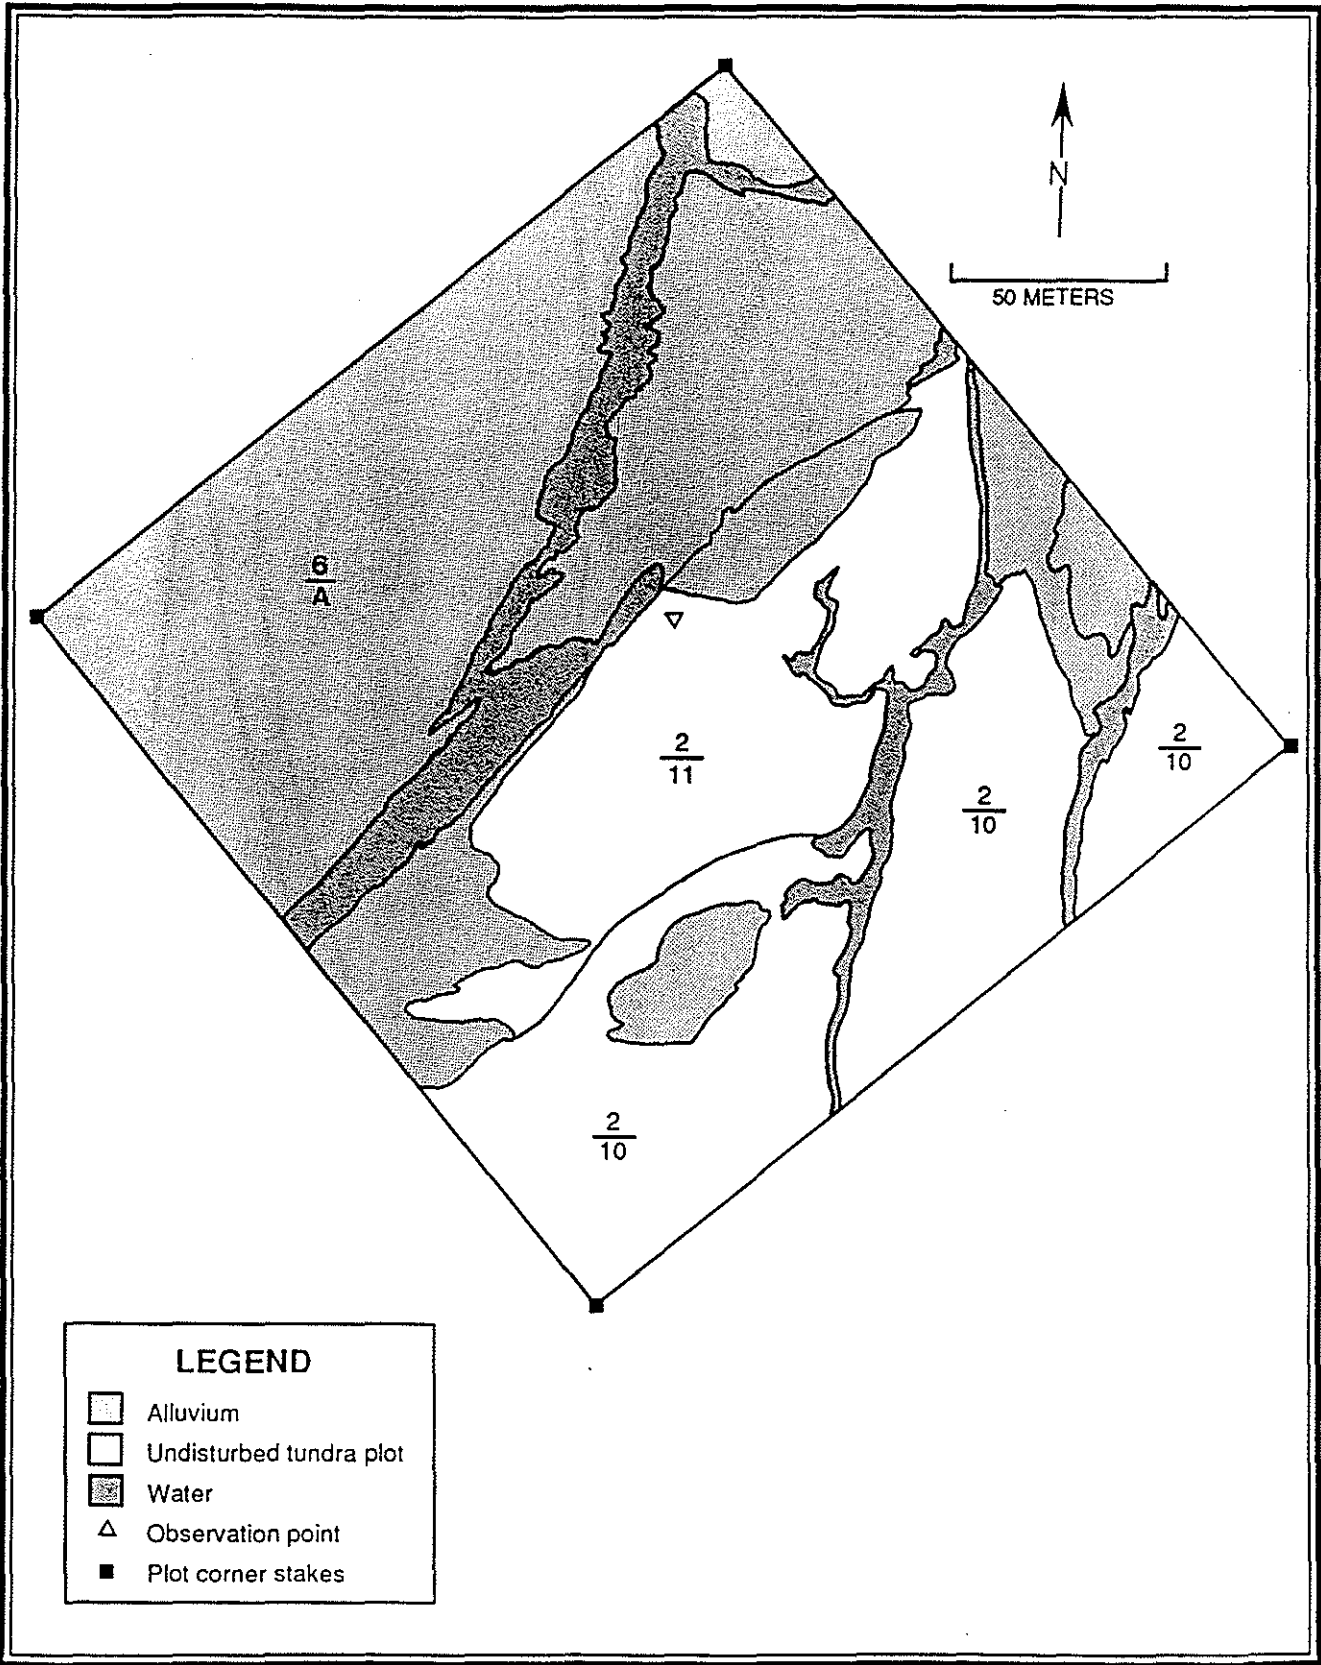 N
50 METERS
6
A
2
11
2
10
2
10
2
10
LEGEND
Alluvium
Undisturbed tundra plot
Water
Observation point
Plot corner stakes